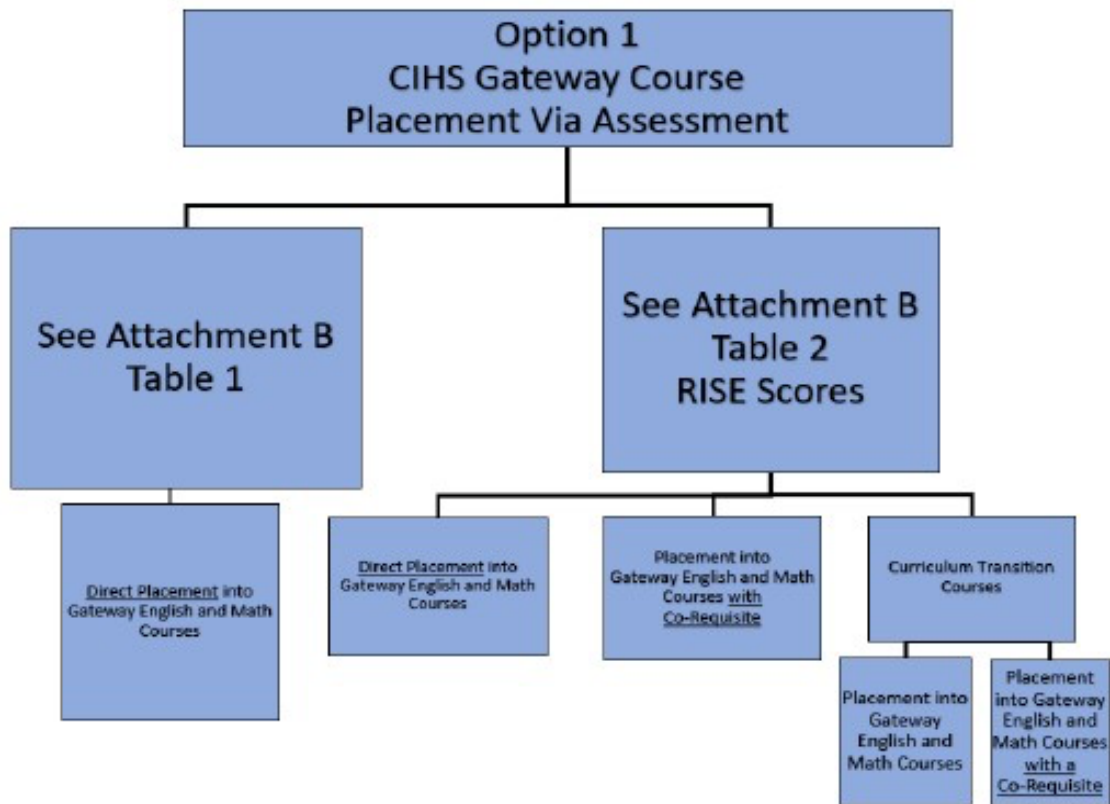 Option 1
CIHS Gateway Course
Placement Via Assessment
See Attachment B
Table 1
See Attachment B
Table 2
RISE Scores
Direct Placement into
Gateway English and Math
Courses
Direct Placement into
Gateway English and Math
Courses
Placement into
Gateway English and Math
Courses with
Co-Requisite
Curriculum Transition
Courses
Placement into
Gateway
English and
Math Courses
Placement
into Gateway
English and
Math Courses
with a
Co-Requisite